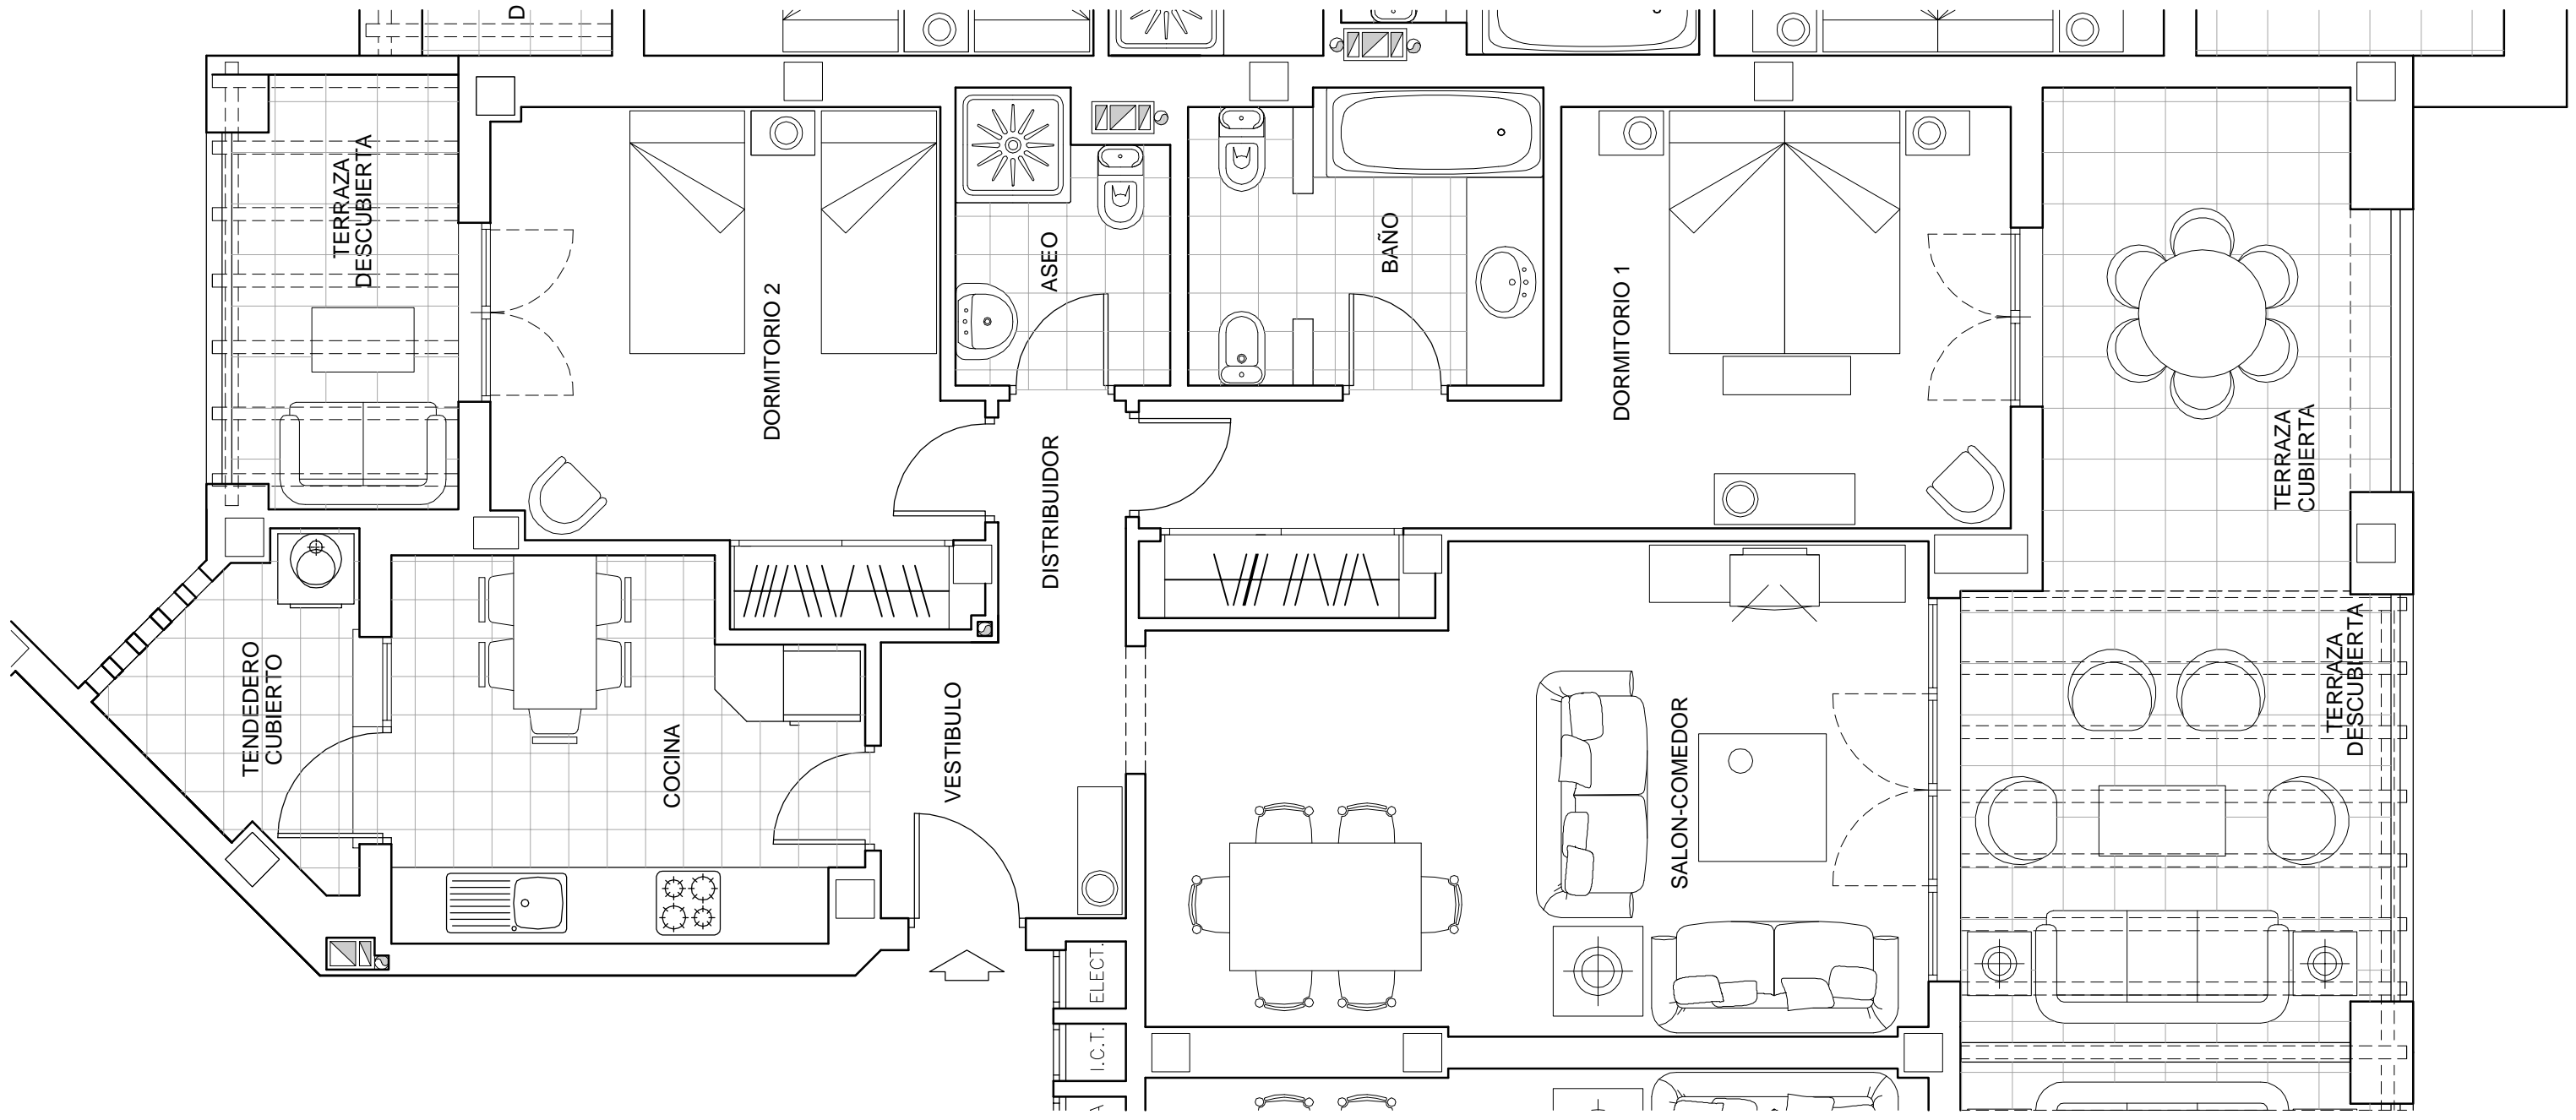 D
TERRAZA
DESCUBIERTA
DORMITORIO 2
ASEO
BAÑO
DORMITORIO 1
TERRAZA
CUBIERTA
DISTRIBUIDOR
TENDEDERO
CUBIERTO
COCINA
VESTIBULO
SALON-COMEDOR
TERRAZA
DESCUBIERTA
ELECT.
I.C.T.
A